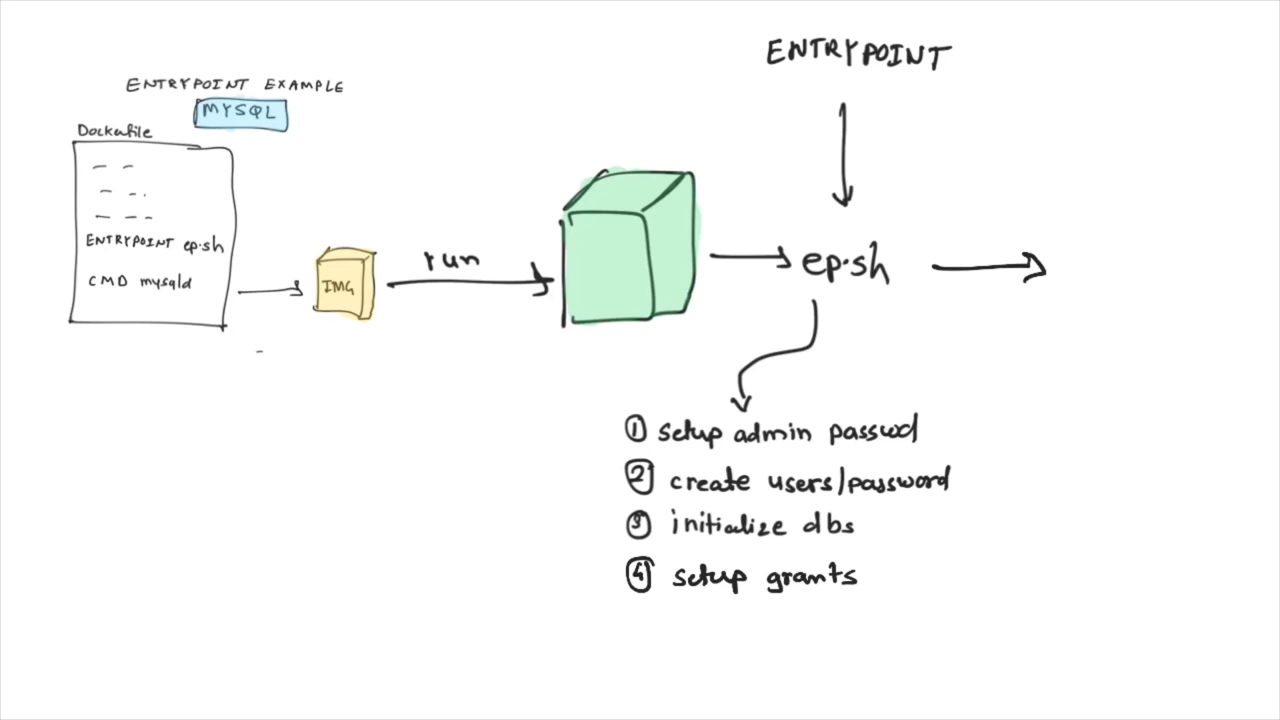 ENTRYPOINT EXAMPLE
MYSQL
Dockerfile
ENTRYPOINT ep.sh
CMD mysqld
IMG
run
ENTRYPOINT
ep.sh
① setup admin passwd
② create users/password
③ initialize dbs
④ setup grants